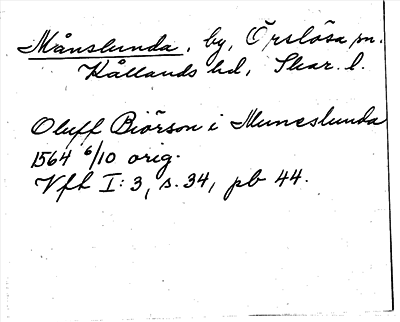 Månslunda, by, Örslösa sn.
Kållands hd, Skar. l.
Oluff Biörson i Muneslunda
1564 6/10 orig.
Vfh I: 3, s. 34, pb 44.